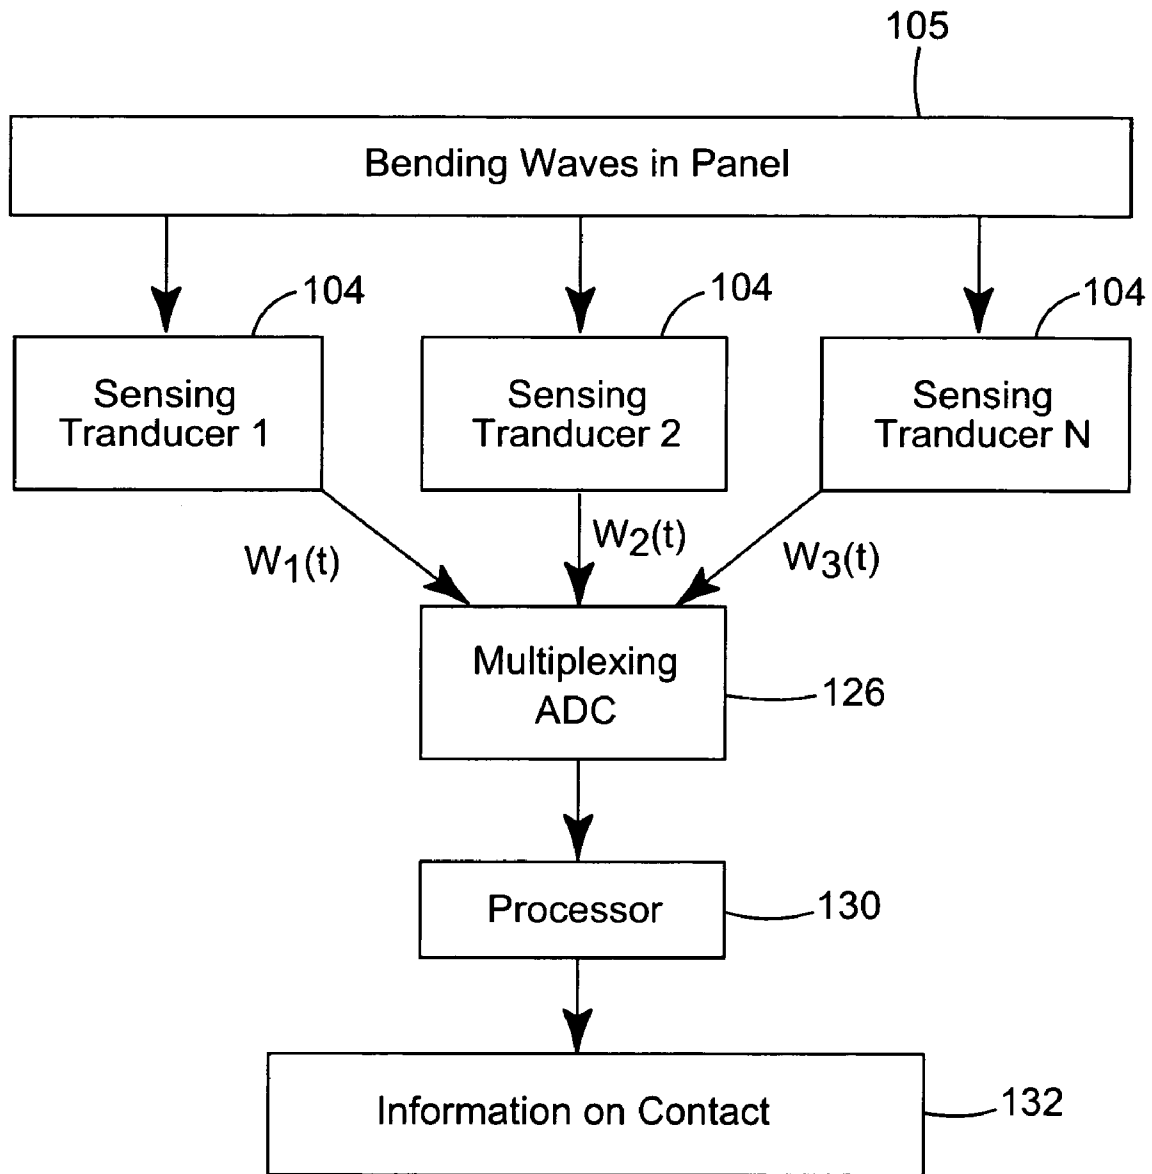 105
Bending Waves in Panel
104
104
104
Sensing
Tranducer 1
Sensing
Tranducer 2
Sensing
Tranducer N
W1(t)
W2(t)
W3(t)
Multiplexing
ADC
126
Processor
130
Information on Contact
132